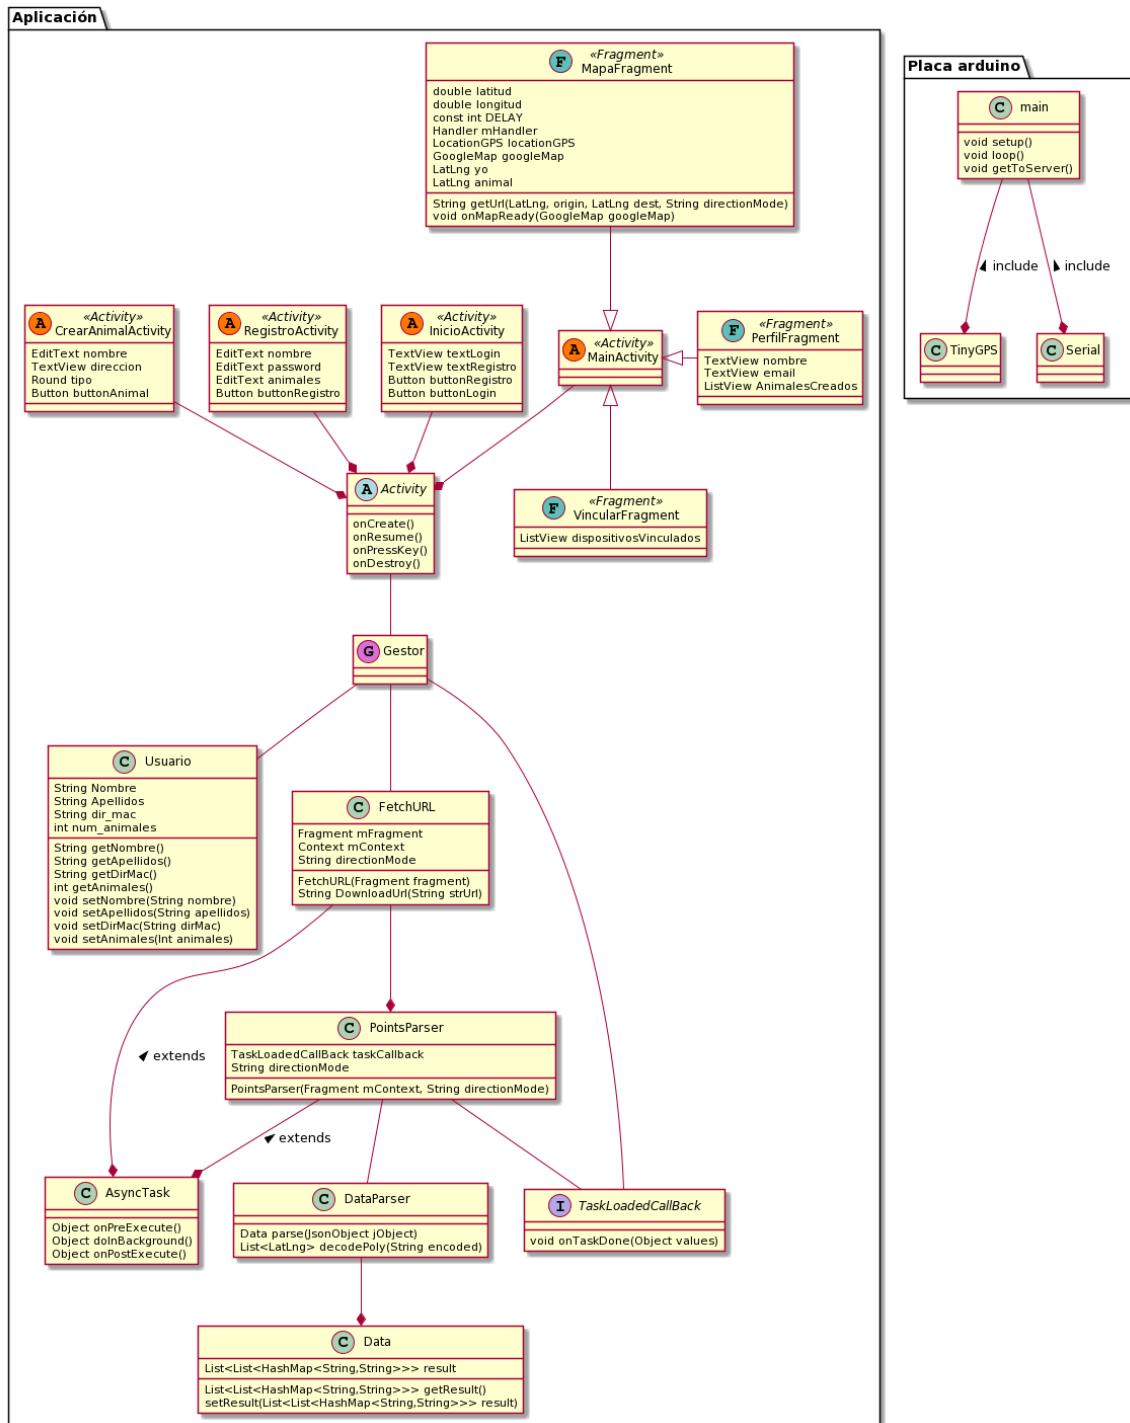 Aplicación
F «Fragment»
MapaFragment
double latitud
double longitud
const int DELAY
Handler mHandler
LocationGPS locationGPS
GoogleMap googleMap
LatLng yo
LatLng animal
String getUrl(LatLng, origin, LatLng dest, String directionMode)
void onMapReady(GoogleMap googleMap)
A «Activity»
CrearAnimalActivity
EditText nombre
TextView direccion
Round tipo
Button buttonAnimal
A «Activity»
RegistroActivity
EditText nombre
EditText password
EditText animales
Button buttonRegistro
A «Activity»
InicioActivity
TextView textLogin
TextView textRegistro
Button buttonRegistro
Button buttonLogin
A «Activity»
MainActivity
F «Fragment»
PerfilFragment
TextView nombre
TextView email
ListView AnimalesCreados
A Activity
onCreate()
onResume()
onPressKey()
onDestroy()
F «Fragment»
VincularFragment
ListView dispositivosVinculados
G Gestor
C Usuario
String Nombre
String Apellidos
String dir_mac
int num_animales
String getNombre()
String getApellidos()
String getDirMac()
int getAnimales()
void setNombre(String nombre)
void setApellidos(String apellidos)
void setDirMac(String dirMac)
void setAnimales(Int animales)
C FetchURL
Fragment mFragment
Context mContext
String directionMode
FetchURL(Fragment fragment)
String DownloadUrl(String strUrl)
C PointsParser
TaskLoadedCallBack taskCallback
String directionMode
PointsParser(Fragment mContext, String directionMode)
extends
extends
C AsyncTask
Object onPreExecute()
Object doInBackground()
Object onPostExecute()
C DataParser
Data parse(JsonObject jObject)
List<LatLng> decodePoly(String encoded)
I TaskLoadedCallBack
void onTaskDone(Object values)
C Data
List<List<HashMap<String,String>>> result
List<List<HashMap<String,String>>> getResult()
setResult(List<List<HashMap<String,String>>> result)
Placa arduino
C main
void setup()
void loop()
void getToServer()
include
include
C TinyGPS
C Serial